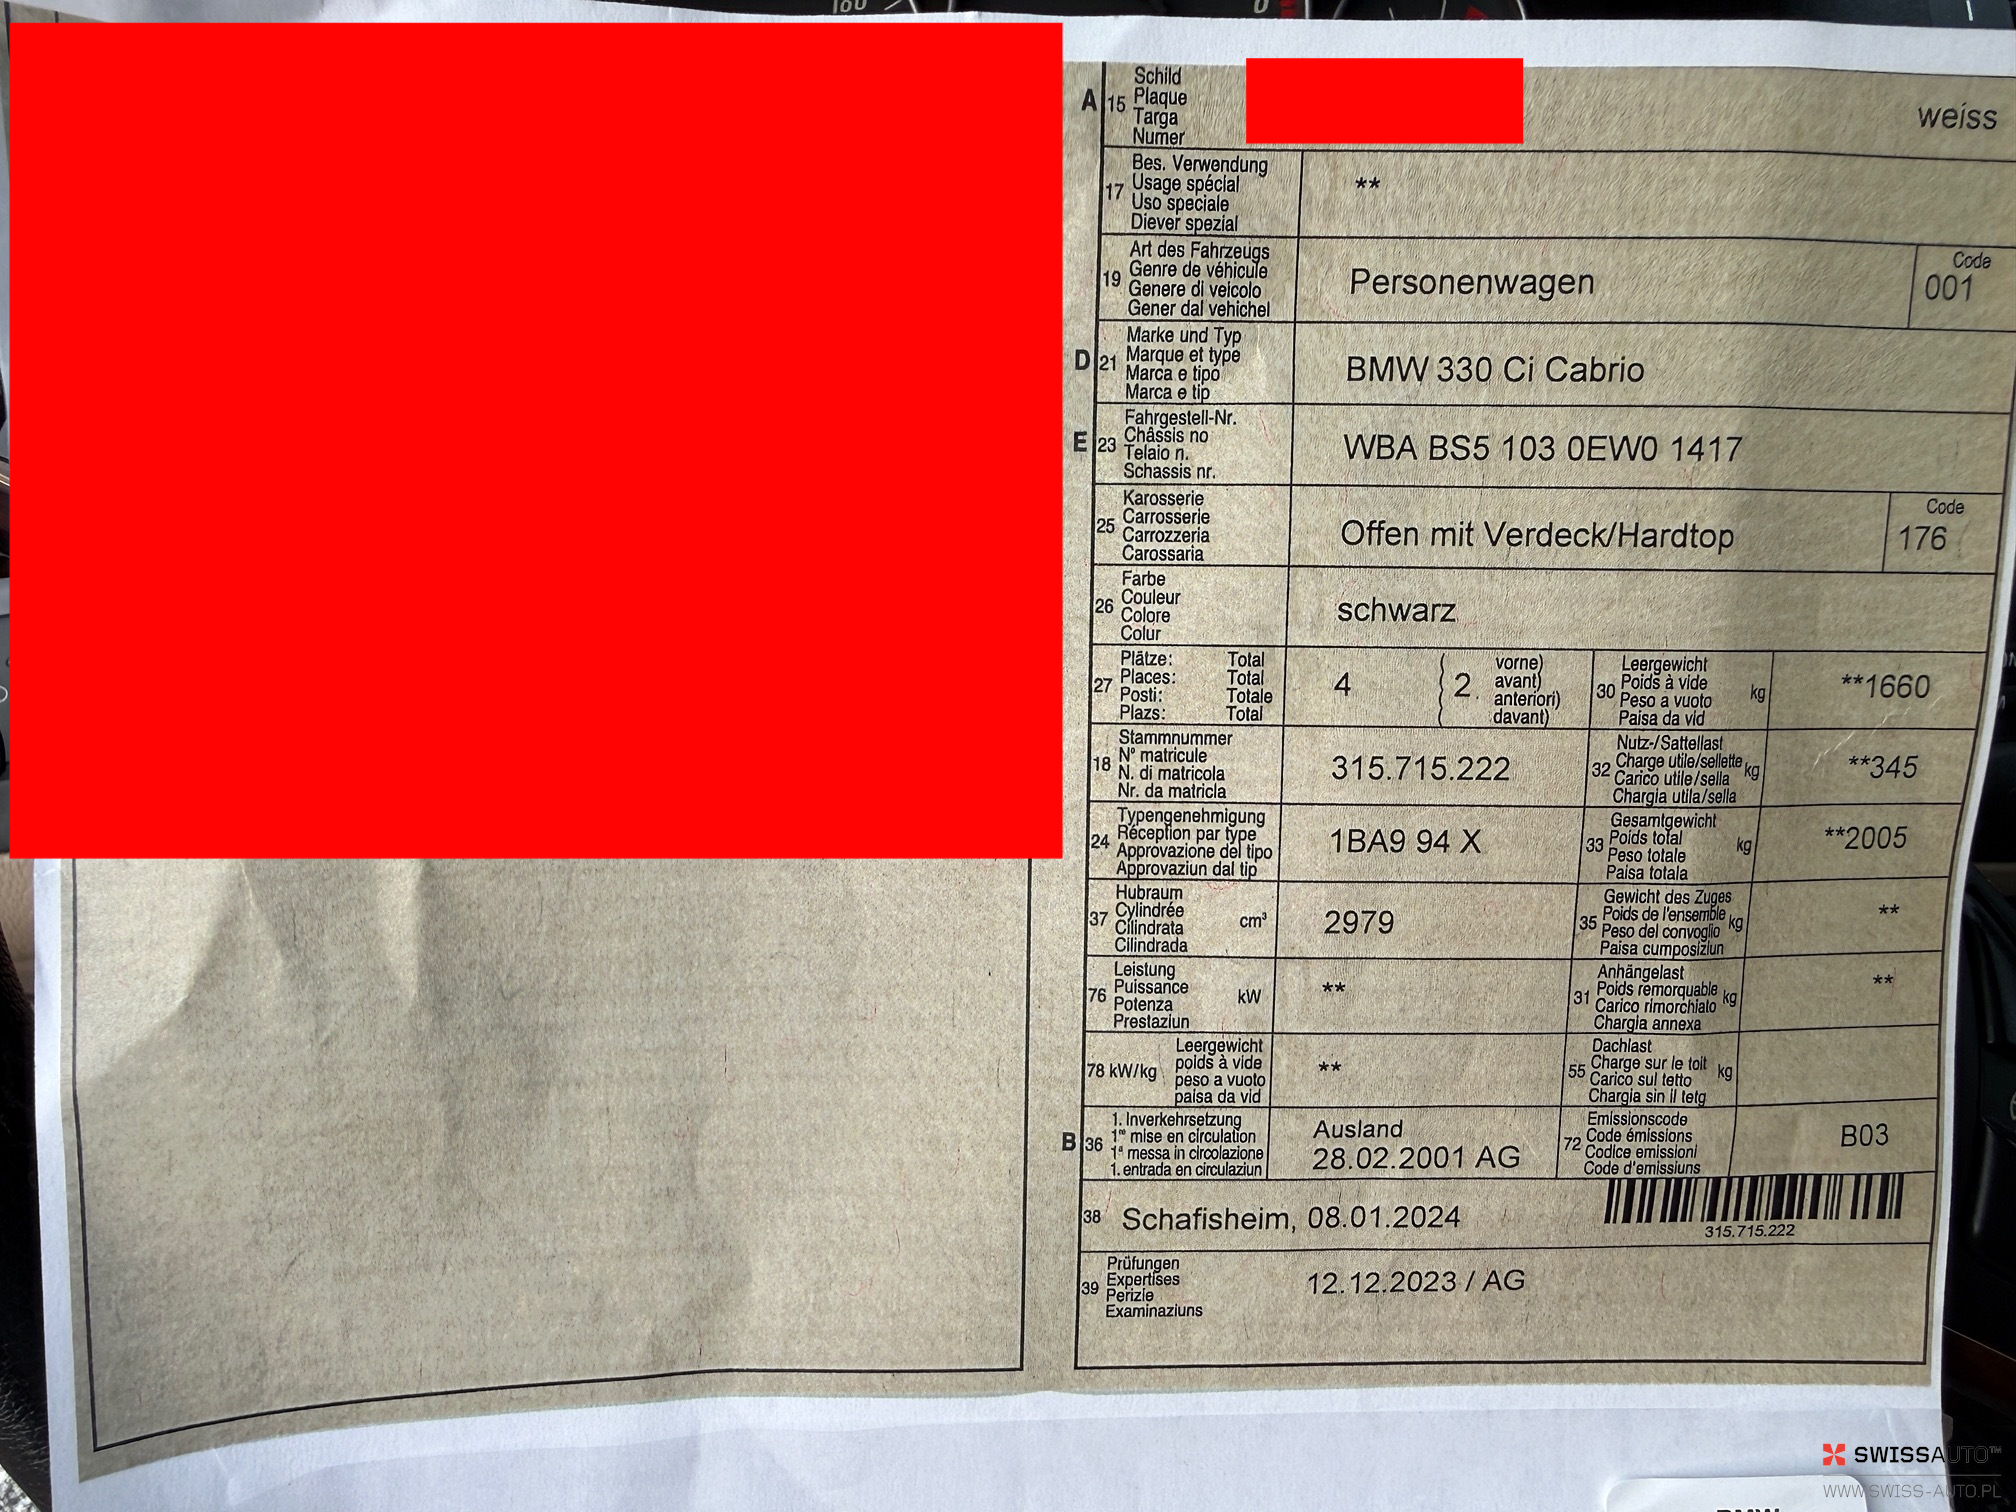 160
0
A 15 Schild
Plaque
Targa
Numer
weiss
17 Bes. Verwendung
Usage spécial
Uso speciale
Diever spezial
**
19 Art des Fahrzeugs
Genre de véhicule
Genere di veicolo
Gener dal vehichel
Personenwagen
Code
001
D 21 Marke und Typ
Marque et type
Marca e tipo
Marca e tip
BMW 330 Ci Cabrio
E 23 Fahrgestell-Nr.
Châssis no
Telaio n.
Schassis nr.
WBA BS5 103 0EW0 1417
25 Karosserie
Carrosserie
Carrozzeria
Carossaria
Offen mit Verdeck/Hardtop
Code
176
26 Farbe
Couleur
Colore
Colur
schwarz
27 Plätze: Total
Places: Total
Posti: Totale
Plazs: Total
4 ( 2 vorne)
avant)
anteriori)
davant)
30 Leergewicht
Poids à vide
Peso a vuoto
Paisa da vid
kg
**1660
18 Stammnummer
N° matricule
N. di matricola
Nr. da matricla
315.715.222
32 Nutz-/Sattellast
Charge utile/sellette
Carico utile/sella
Chargia utila/sella
kg
**345
24 Typengenehmigung
Réception par type
Approvazione del tipo
Approvaziun dal tip
1BA9 94 X
33 Gesamtgewicht
Poids total
Peso totale
Paisa totala
kg
**2005
37 Hubraum
Cylindrée
Cilindrata
Cilindrada
cm³
2979
35 Gewicht des Zuges
Poids de l'ensemble
Peso del convoglio
Paisa cumposiziun
kg
**
76 Leistung
Puissance
Potenza
Prestaziun
kW
**
31 Anhängelast
Poids remorquable
Carico rimorchiato
Chargia annexa
kg
**
78 kW/kg Leergewicht
poids à vide
peso a vuoto
paisa da vid
**
55 Dachlast
Charge sur le toit
Carico sul tetto
Chargia sin il tetg
kg
B 36 1. Inverkehrsetzung
1re mise en circulation
1a messa in circolazione
1. entrada en circulaziun
Ausland
28.02.2001 AG
72 Emissionscode
Code émissions
Codice emissioni
Code d'emissiuns
B03
38 Schafisheim, 08.01.2024
315.715.222
39 Prüfungen
Expertises
Perizie
Examinaziuns
12.12.2023 / AG
SWISSAUTO™
WWW.SWISS-AUTO.PL
BMW